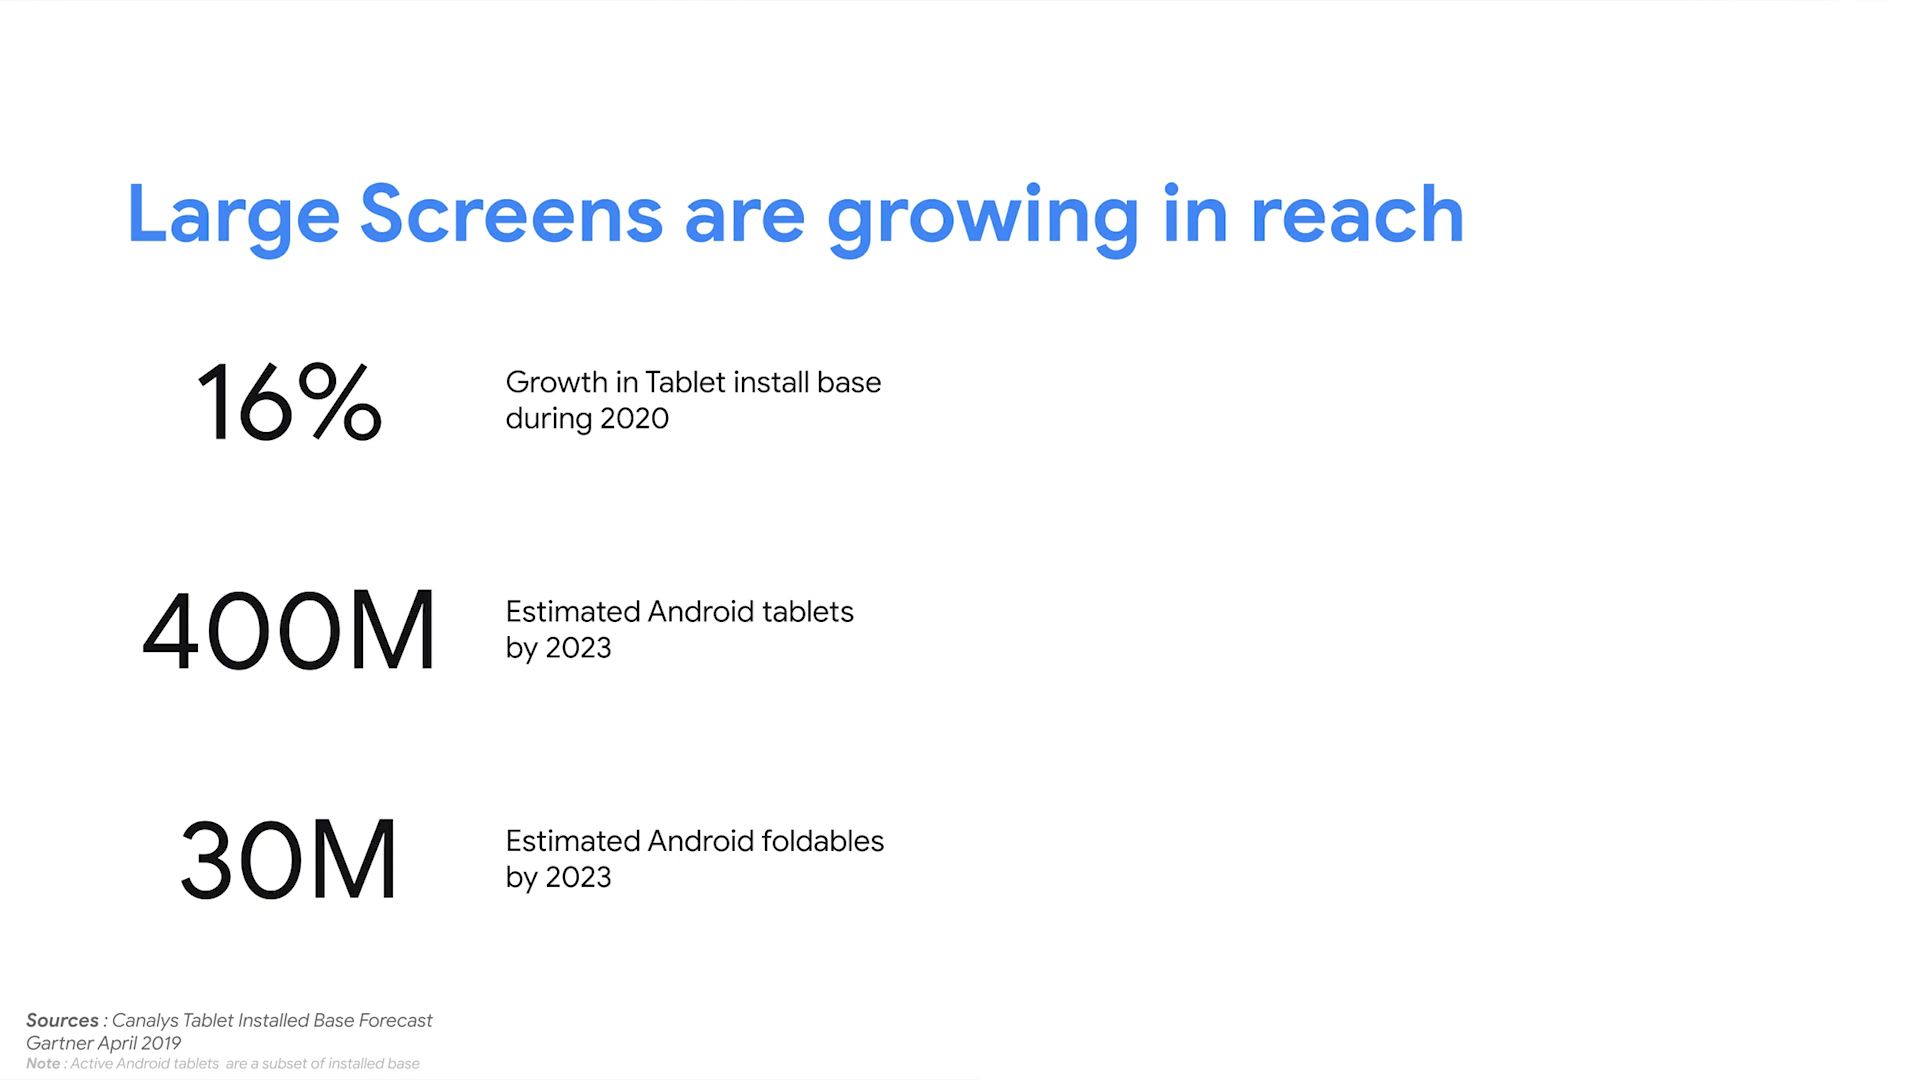 Large Screens are growing in reach
16%
Growth in Tablet install base
during 2020
400M
Estimated Android tablets
by 2023
30M
Estimated Android foldables
by 2023
Sources : Canalys Tablet Installed Base Forecast
Gartner April 2019
Note : Active Android tablets are a subset of installed base